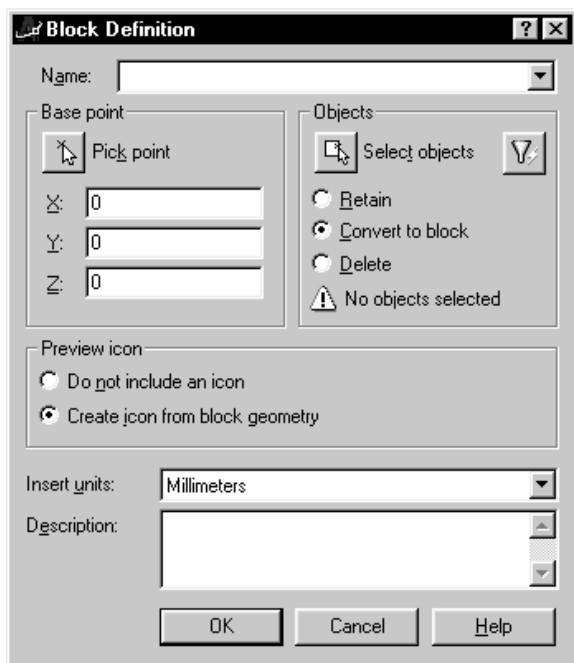 Block Definition
Name:
Base point
Pick point
X: 0
Y: 0
Z: 0
Objects
Select objects
Retain
Convert to block
Delete
No objects selected
Preview icon
Do not include an icon
Create icon from block geometry
Insert units: Millimeters
Description:
OK Cancel Help